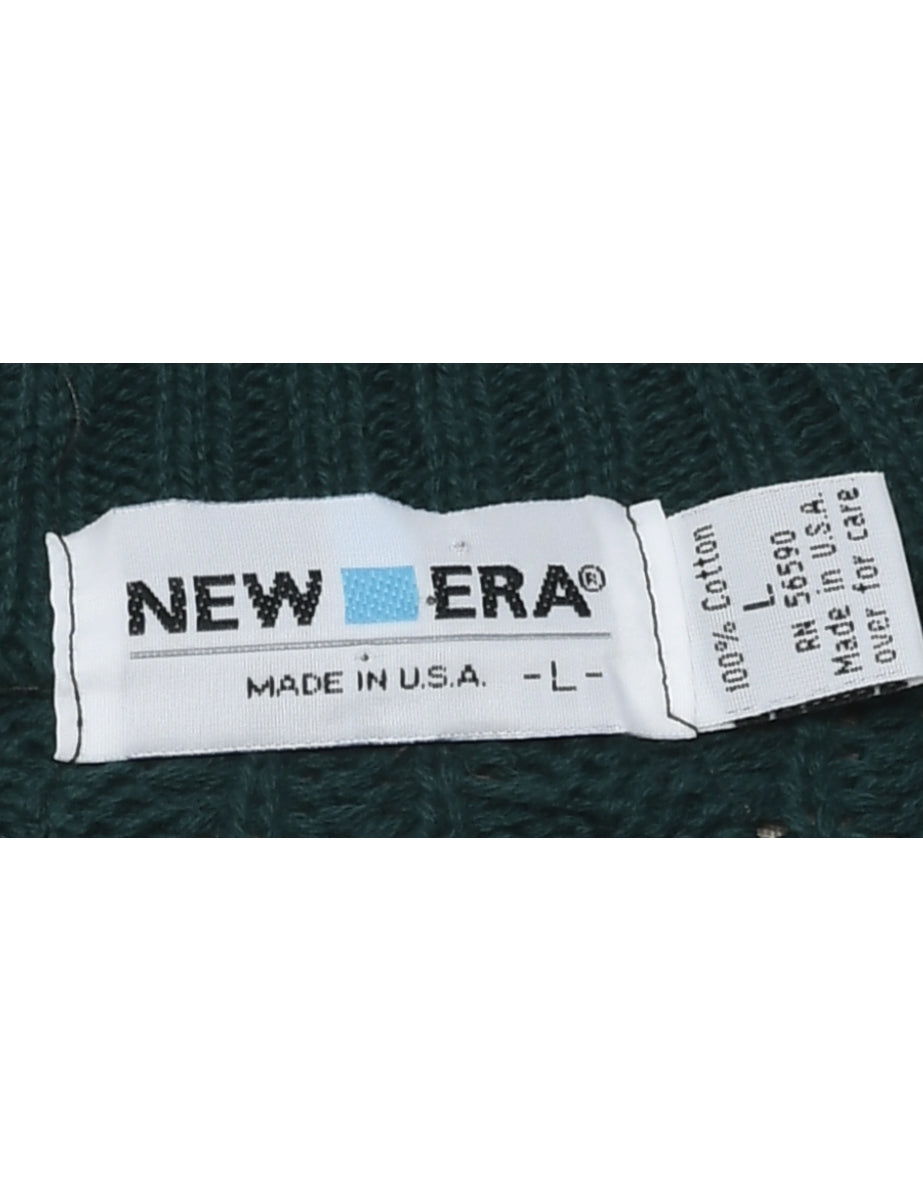 NEW ERA®
MADE IN U.S.A. -L-
100% Cotton
L
RN 56590
Made in U.S.A.
over for care